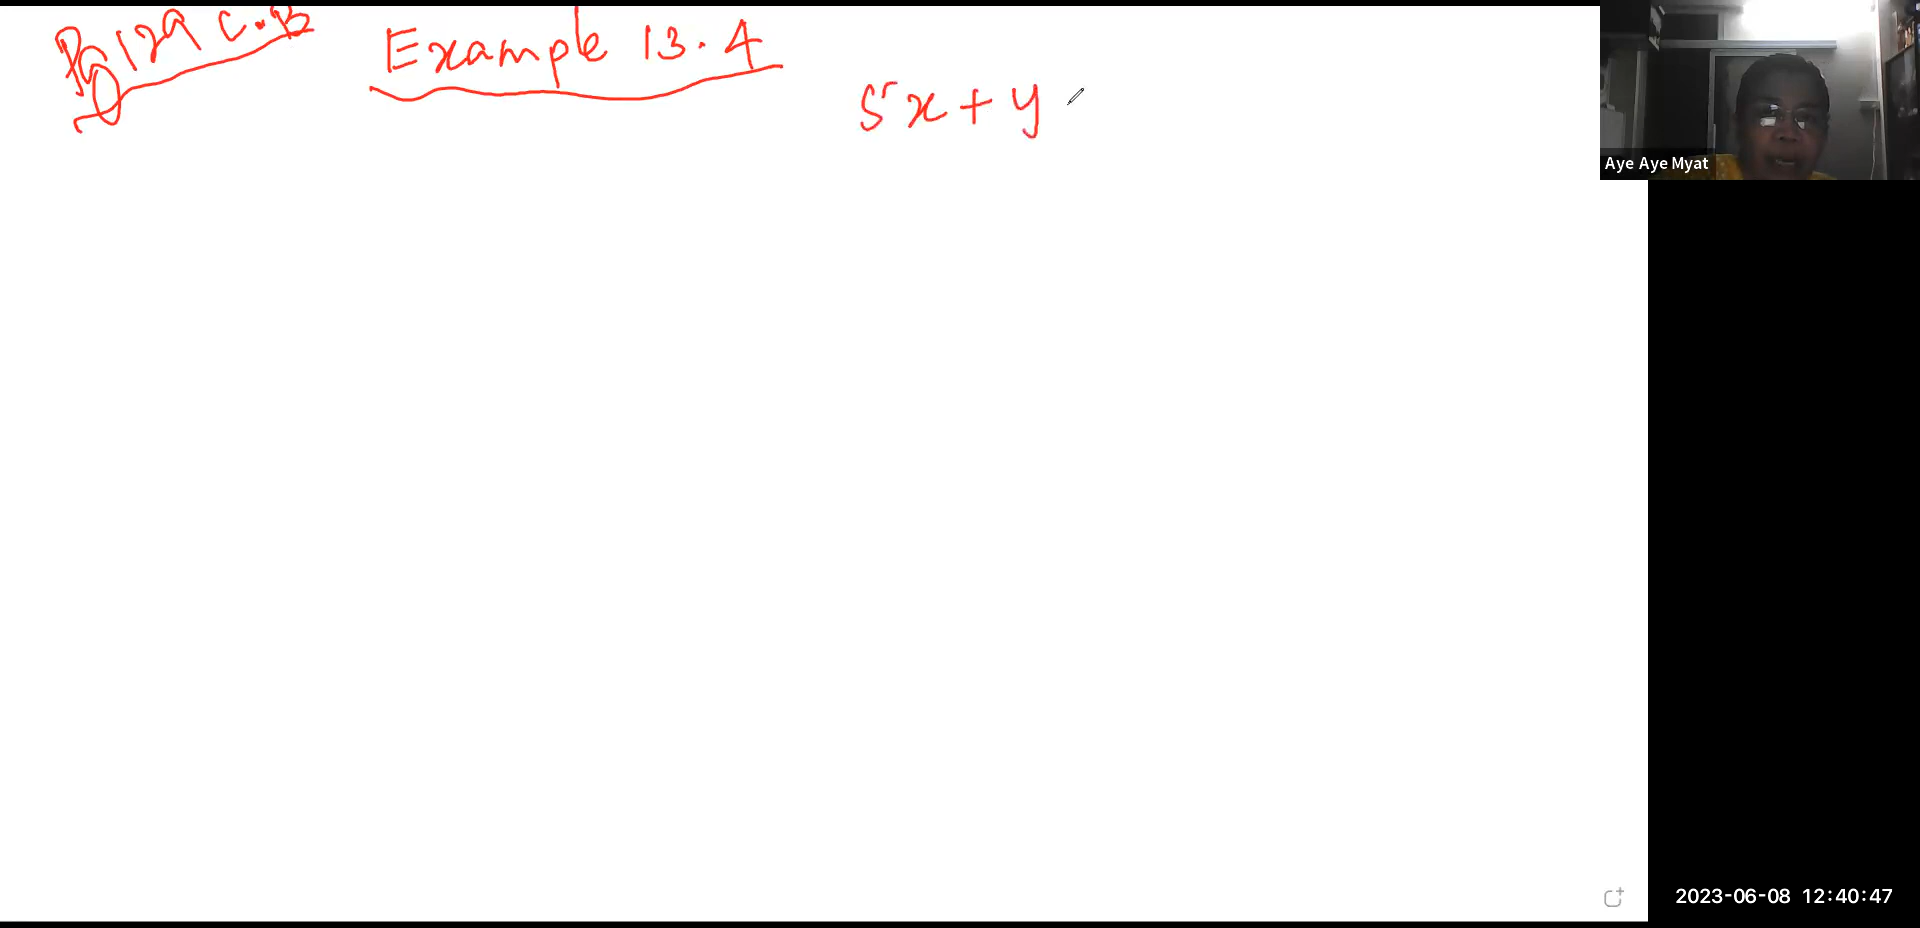 Pg 129 C.B
Example 13.4
5x + y
Aye Aye Myat
2023-06-08 12:40:47